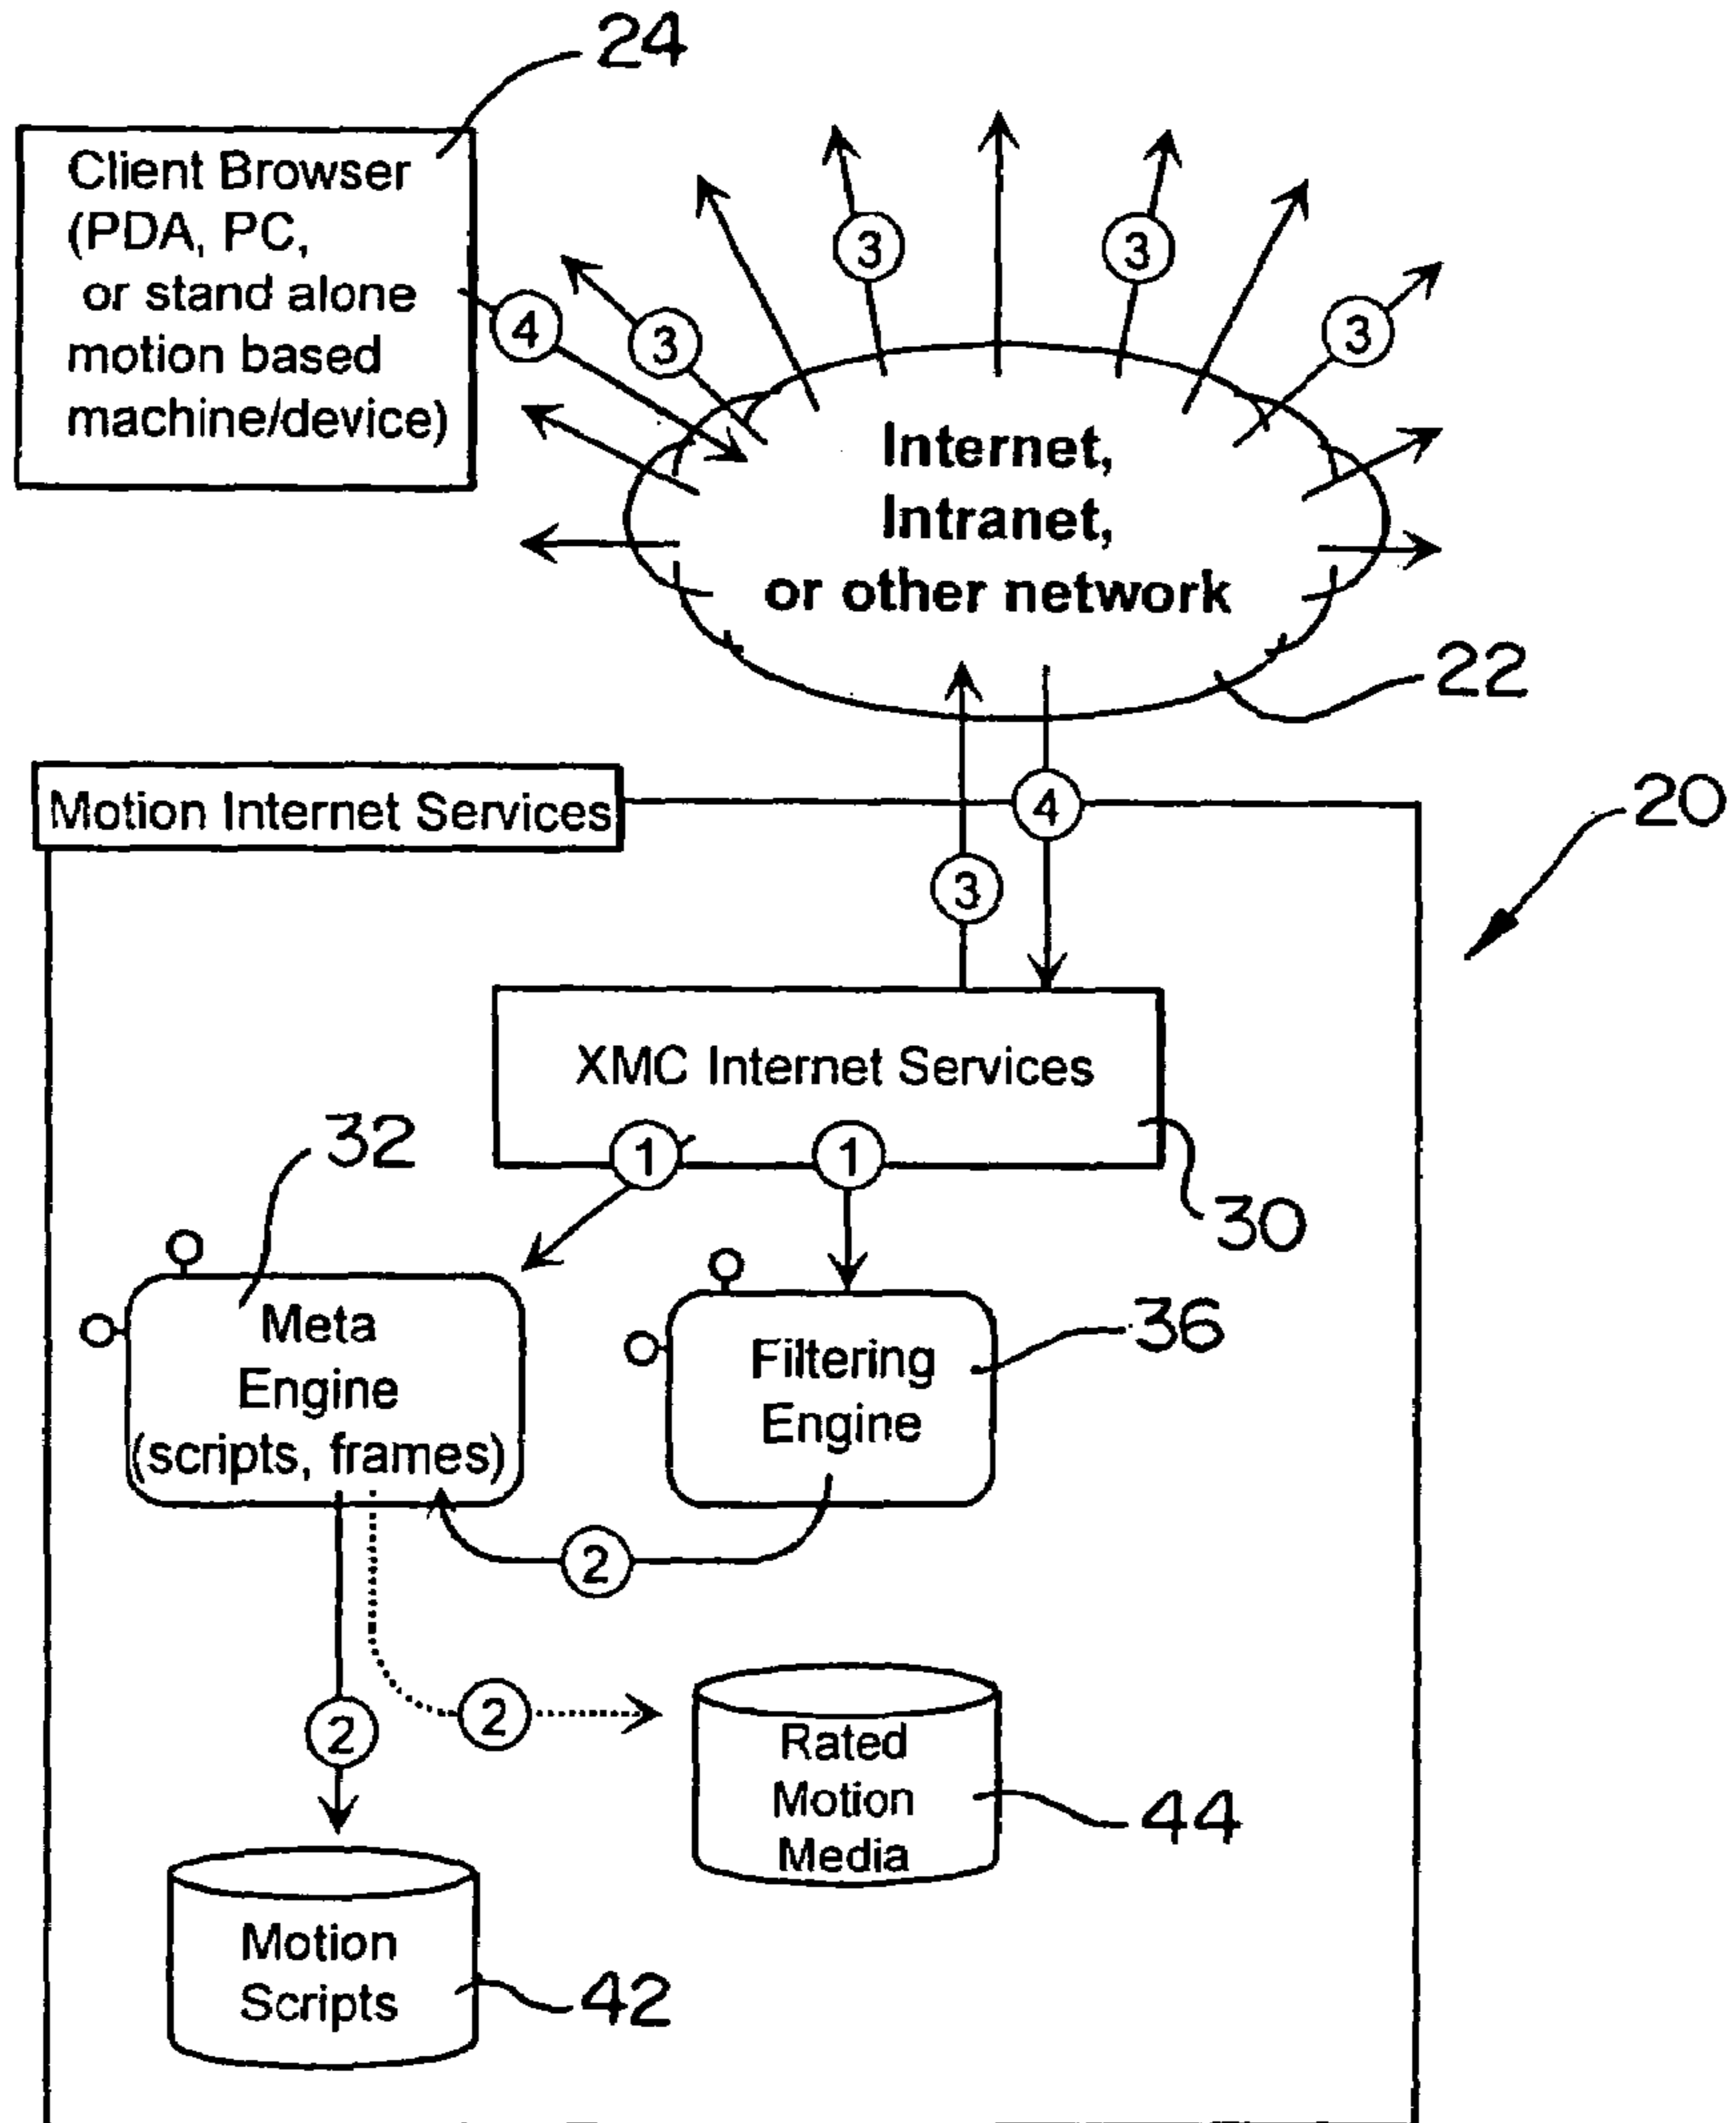 24
Client Browser
(PDA, PC,
or stand alone
motion based
machine/device)
3
3
4
3
3
Internet,
Intranet,
or other network
22
Motion Internet Services
4
20
3
XMC Internet Services
1
1
30
32
Meta
Engine
(scripts, frames)
Filtering
Engine
36
2
2
2
Rated
Motion
Media
44
Motion
Scripts
42